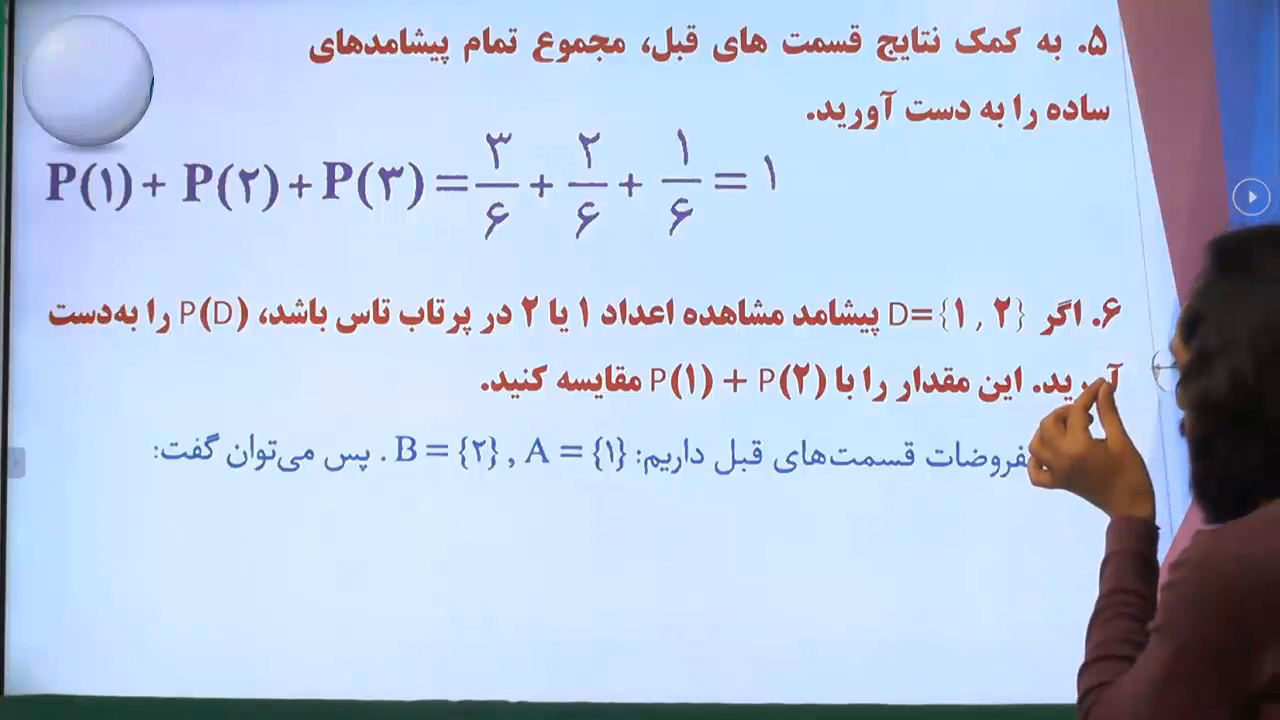 ۵. به کمک نتایج قسمت های قبل، مجموع تمام پیشامدهای
ساده را به دست آورید.
P(۱) + P(۲) + P(۳) = ۳/۶ + ۲/۶ + ۱/۶ = ۱
۶. اگر D={۱ , ۲} پیشامد مشاهده اعداد ۱ یا ۲ در پرتاب تاس باشد، P(D) را به‌دست
آورید. این مقدار را با P(۱) + P(۲) مقایسه کنید.
قسمت‌های قبل داریم: A = {۱} , B = {۲} . پس می‌توان گفت: